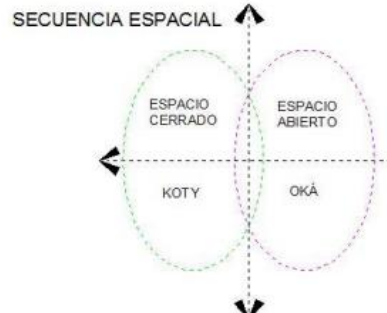 SECUENCIA ESPACIAL
ESPACIO
CERRADO
ESPACIO
ABIERTO
KOTY
OKÁ